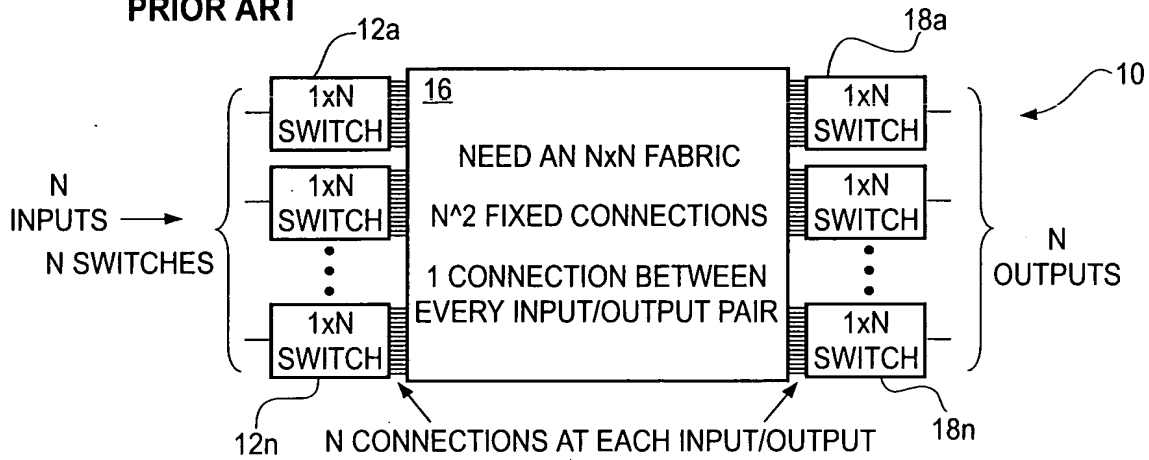 PRIOR ART
12a
18a
10
1xN
SWITCH
16
1xN
SWITCH
NEED AN NxN FABRIC
N
INPUTS
1xN
SWITCH
N^2 FIXED CONNECTIONS
1xN
SWITCH
N
OUTPUTS
N SWITCHES
1 CONNECTION BETWEEN
EVERY INPUT/OUTPUT PAIR
1xN
SWITCH
1xN
SWITCH
12n
N CONNECTIONS AT EACH INPUT/OUTPUT
18n